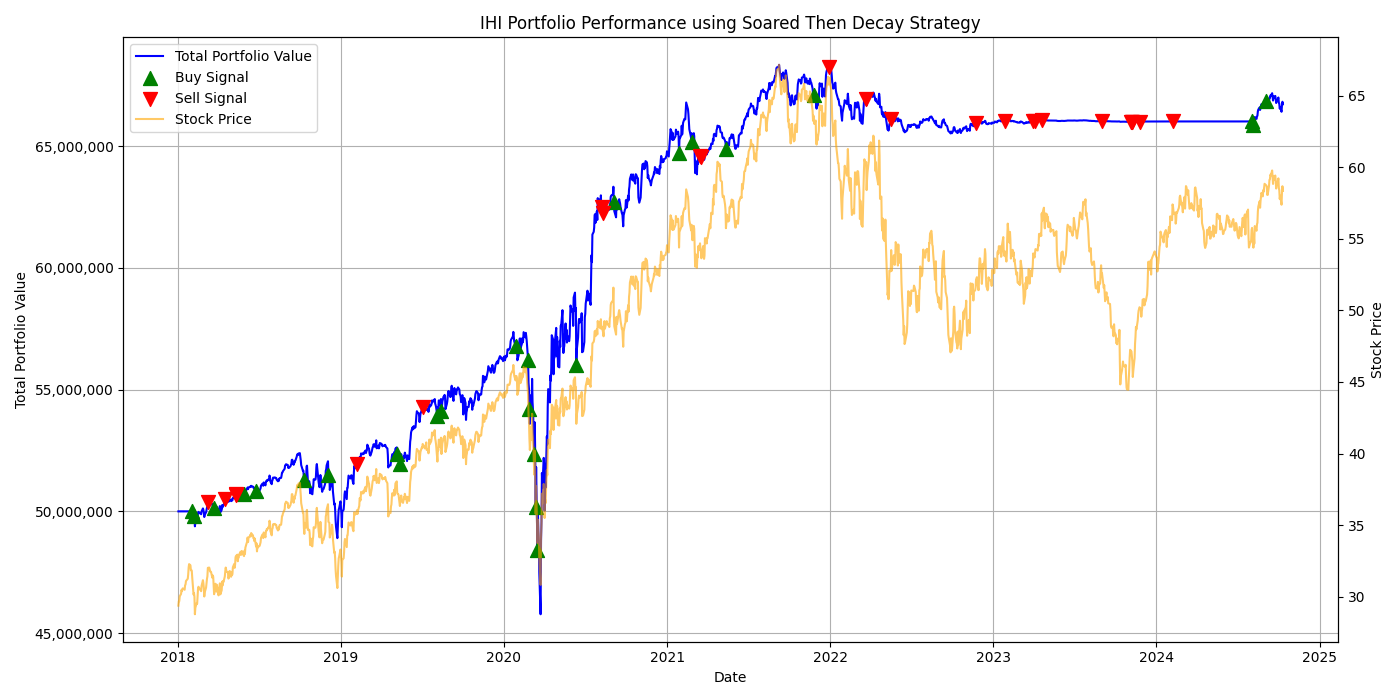 IHI Portfolio Performance using Soared Then Decay Strategy
Total Portfolio Value
Buy Signal
Sell Signal
Stock Price
Total Portfolio Value
65,000,000
60,000,000
55,000,000
50,000,000
45,000,000
65
60
55
50
45
40
35
30
Stock Price
2018 2019 2020 2021 2022 2023 2024 2025
Date